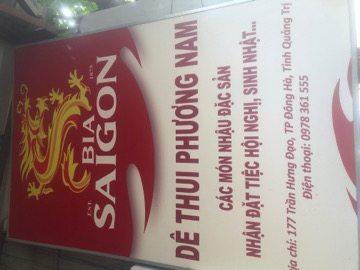 EST. 1875
BIA
SAIGON
DÊ THUI PHƯƠNG NAM
CÁC MÓN NHẬU ĐẶC SẢN
NHẬN ĐẶT TIỆC HỘI NGHỊ, SINH NHẬT...
Địa chỉ: 177 Trần Hưng Đạo, TP Đông Hà, Tỉnh Quảng Trị
Điện thoại: 0978 361 555